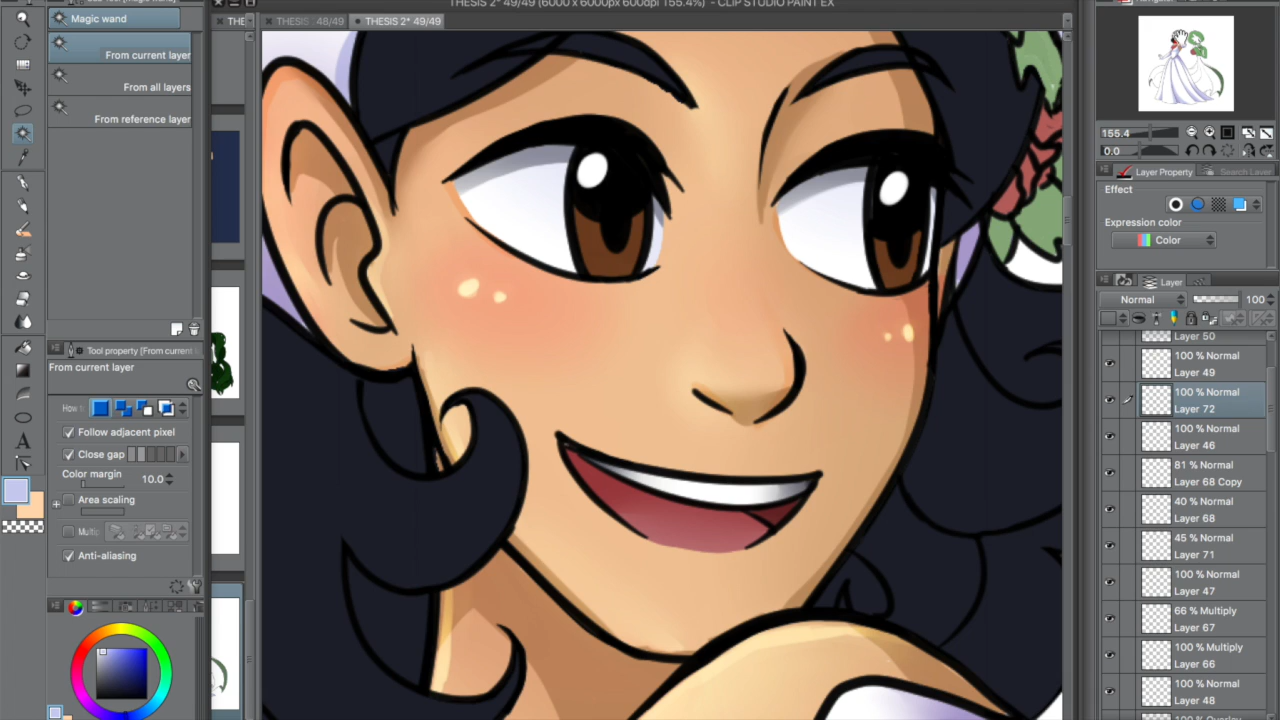 THESIS 2* 49/49 (6000 x 6000px 600dpi 155.4%) - CLIP STUDIO PAINT EX
Magic wand
THE
THESIS
48/49
THESIS 2* 49/49
From current layer
From all layers
From reference layer
155.4
0.0
Layer Property
Search Layer
Effect
Expression color
Color
Layer
Normal
100
Layer 50
100 % Normal
Layer 49
100 % Normal
Layer 72
100 % Normal
Layer 46
81 % Normal
Layer 68 Copy
40 % Normal
Layer 68
45 % Normal
Layer 71
100 % Normal
Layer 47
66 % Multiply
Layer 67
100 % Multiply
Layer 66
100 % Normal
Layer 48
Tool property [From current
From current layer
Follow adjacent pixel
Close gap
Color margin
10.0
Area scaling
Anti-aliasing
A